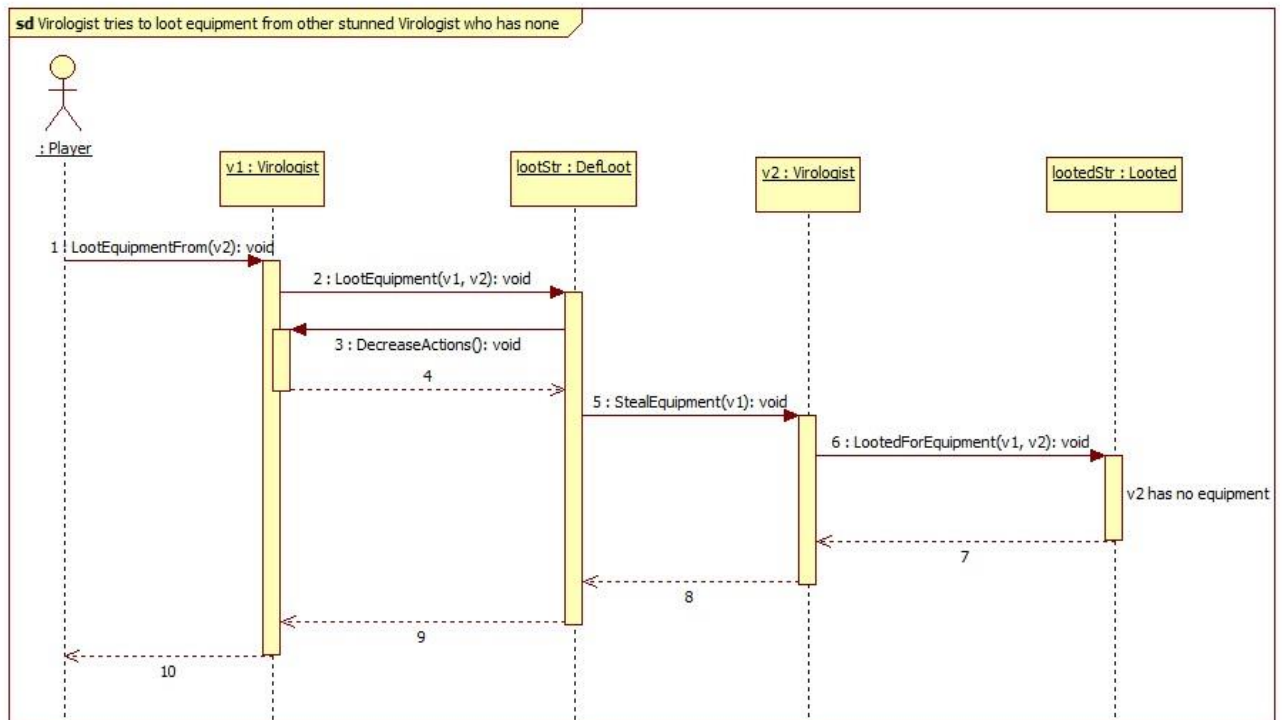 sd Virologist tries to loot equipment from other stunned Virologist who has none
: Player
v1 : Virologist
lootStr : DefLoot
v2 : Virologist
lootedStr : Looted
1 : LootEquipmentFrom(v2): void
2 : LootEquipment(v1, v2): void
3 : DecreaseActions(): void
4
5 : StealEquipment(v1): void
6 : LootedForEquipment(v1, v2): void
v2 has no equipment
7
8
9
10